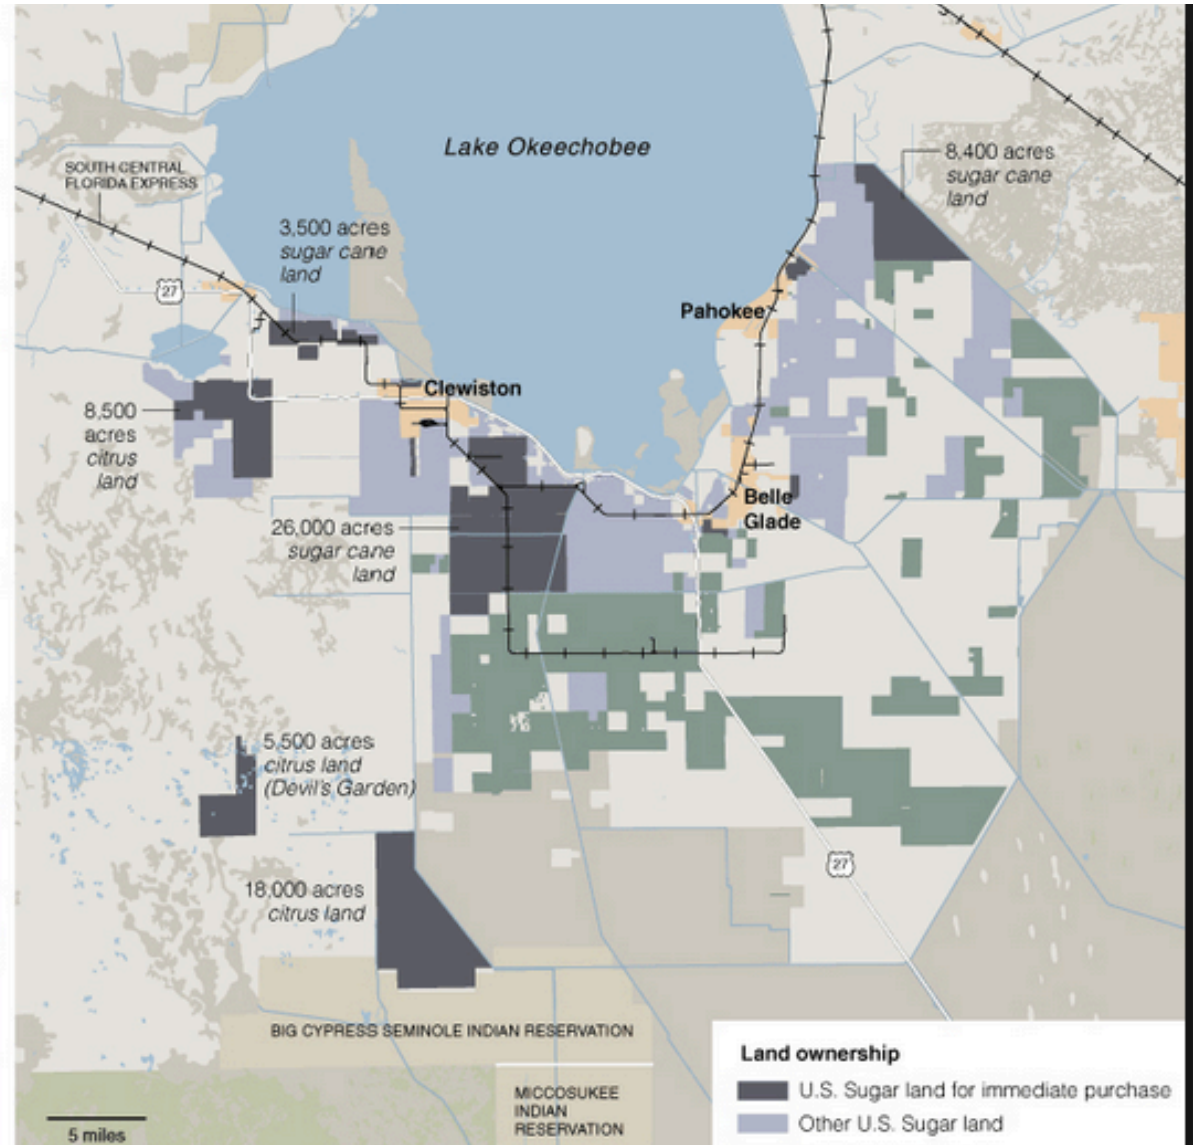 Lake Okeechobee
8,400 acres
sugar cane
land
SOUTH CENTRAL
FLORIDA EXPRESS
3,500 acres
sugar cane
land
27
Pahokee
Clewiston
8,500
acres
citrus
land
Belle
Glade
26,000 acres
sugar cane
land
5,500 acres
citrus land
(Devil's Garden)
27
18,000 acres
citrus land
BIG CYPRESS SEMINOLE INDIAN RESERVATION
MICCOSUKEE
INDIAN
RESERVATION
5 miles
Land ownership
U.S. Sugar land for immediate purchase
Other U.S. Sugar land